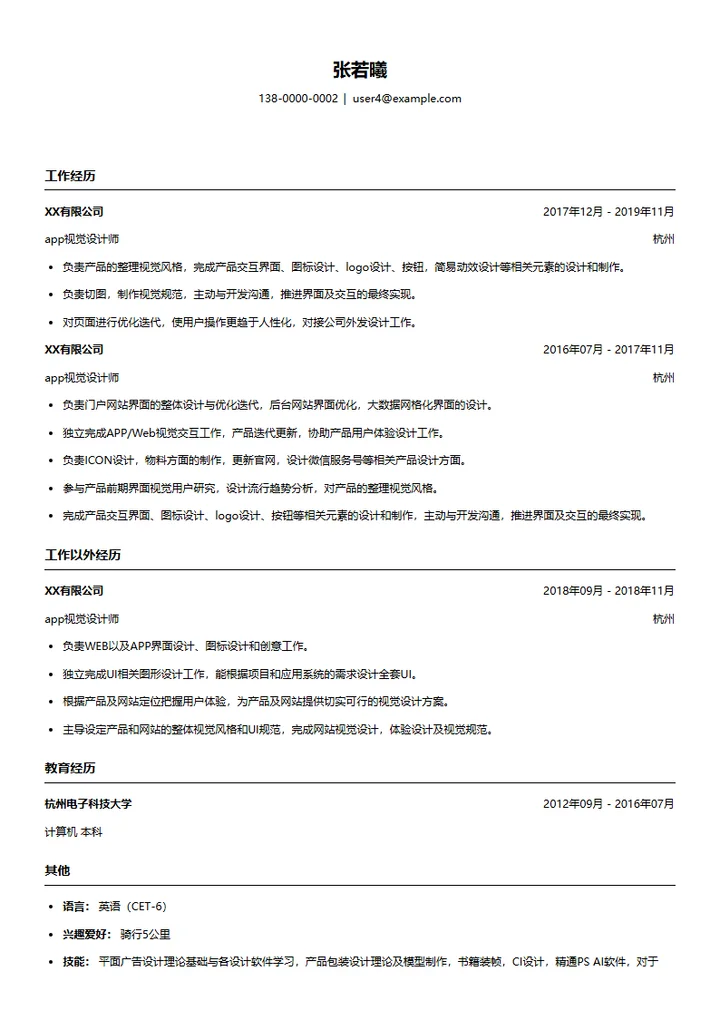 张若曦
138-0000-0002 | user4@example.com
工作经历
XX有限公司 2017年12月 - 2019年11月
app视觉设计师 杭州
• 负责产品的整理视觉风格，完成产品交互界面、图标设计、logo设计、按钮，简易动效设计等相关元素的设计和制作。
• 负责切图，制作视觉规范，主动与开发沟通，推进界面及交互的最终实现。
• 对页面进行优化迭代，使用户操作更趋于人性化，对接公司外发设计工作。
XX有限公司 2016年07月 - 2017年11月
app视觉设计师 杭州
• 负责门户网站界面的整体设计与优化迭代，后台网站界面优化，大数据网格化界面的设计。
• 独立完成APP/Web视觉交互工作，产品迭代更新，协助产品用户体验设计工作。
• 负责ICON设计，物料方面的制作，更新官网，设计微信服务号等相关产品设计方面。
• 参与产品前期界面视觉用户研究，设计流行趋势分析，对产品的整理视觉风格。
• 完成产品交互界面、图标设计、logo设计、按钮等相关元素的设计和制作，主动与开发沟通，推进界面及交互的最终实现。
工作以外经历
XX有限公司 2018年09月 - 2018年11月
app视觉设计师 杭州
• 负责WEB以及APP界面设计、图标设计和创意工作。
• 独立完成UI相关图形设计工作，能根据项目和应用系统的需求设计全套UI。
• 根据产品及网站定位把握用户体验，为产品及网站提供切实可行的视觉设计方案。
• 主导设定产品和网站的整体视觉风格和UI规范，完成网站视觉设计，体验设计及视觉规范。
教育经历
杭州电子科技大学 2012年09月 - 2016年07月
计算机 本科
其他
• 语言： 英语（CET-6）
• 兴趣爱好： 骑行5公里
• 技能： 平面广告设计理论基础与各设计软件学习，产品包装设计理论及模型制作，书籍装帧，CI设计，精通PS AI软件，对于